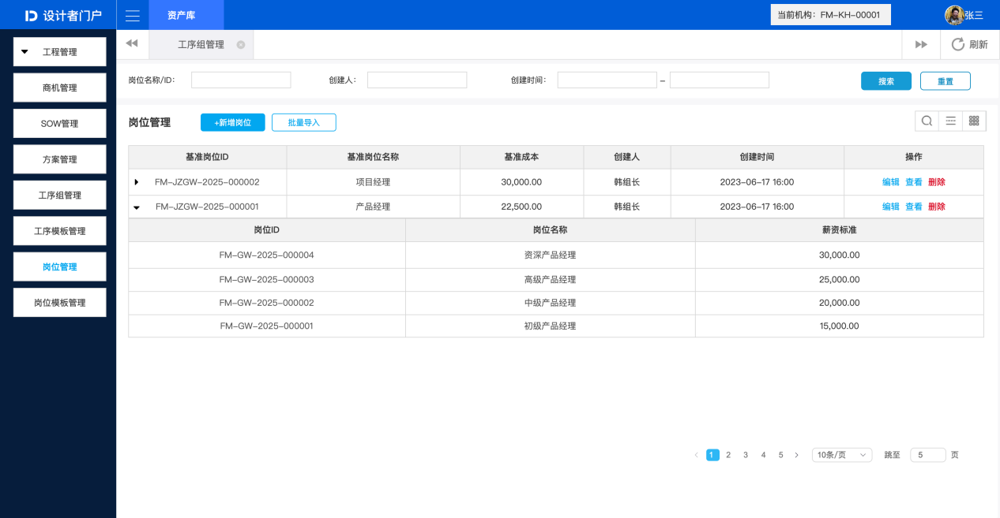 设计者门户
资产库
当前机构：FM-KH-00001
张三
工程管理
商机管理
SOW管理
方案管理
工序组管理
工序模板管理
岗位管理
岗位模板管理
工序组管理
刷新
岗位名称/ID：
创建人：
创建时间：
–
搜索
重置
岗位管理
+新增岗位
批量导入
基准岗位ID 基准岗位名称 基准成本 创建人 创建时间 操作
FM-JZGW-2025-000002 项目经理 30,000.00 韩组长 2023-06-17 16:00 编辑 查看 删除
FM-JZGW-2025-000001 产品经理 22,500.00 韩组长 2023-06-17 16:00 编辑 查看 删除
岗位ID 岗位名称 薪资标准
FM-GW-2025-000004 资深产品经理 30,000.00
FM-GW-2025-000003 高级产品经理 25,000.00
FM-GW-2025-000002 中级产品经理 20,000.00
FM-GW-2025-000001 初级产品经理 15,000.00
1 2 3 4 5 10条/页 跳至 5 页